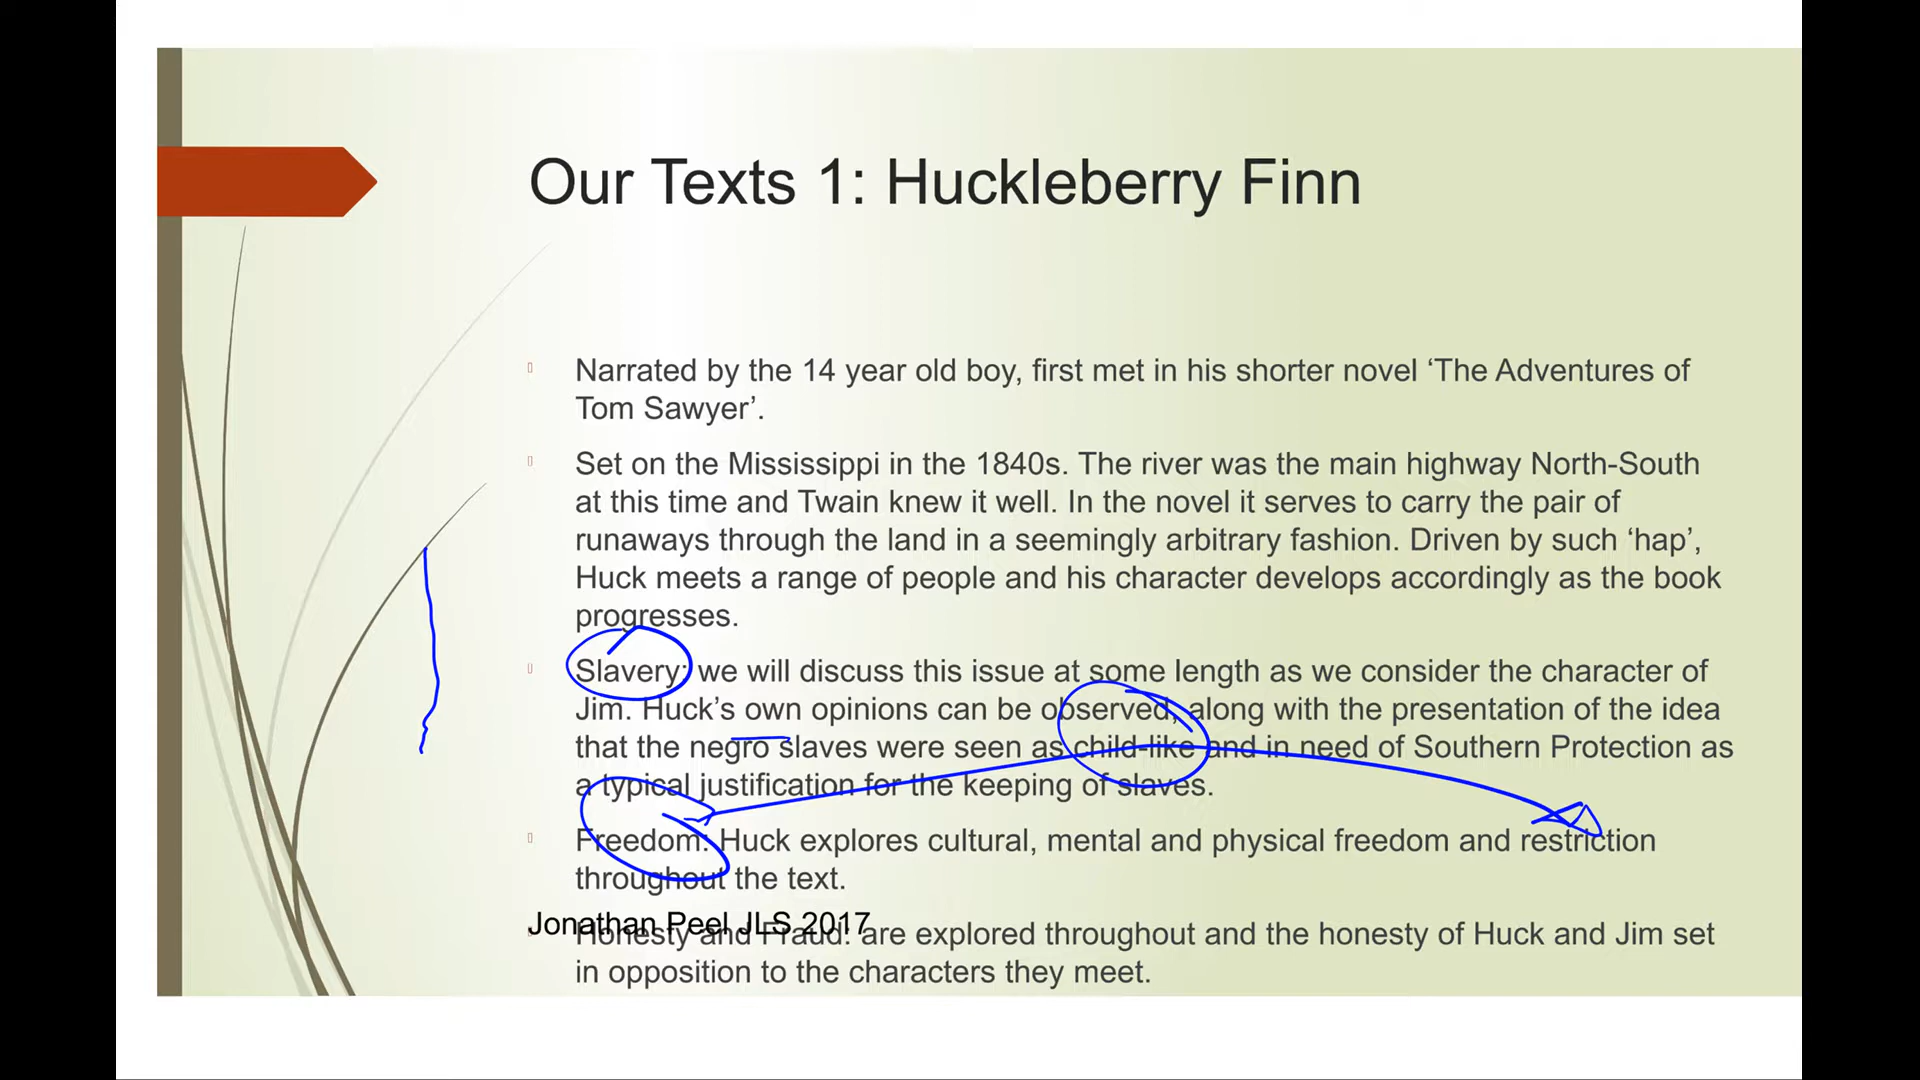 Our Texts 1: Huckleberry Finn
Narrated by the 14 year old boy, first met in his shorter novel ‘The Adventures of
Tom Sawyer’.
Set on the Mississippi in the 1840s. The river was the main highway North-South
at this time and Twain knew it well. In the novel it serves to carry the pair of
runaways through the land in a seemingly arbitrary fashion. Driven by such ‘hap’,
Huck meets a range of people and his character develops accordingly as the book
progresses.
Slavery: we will discuss this issue at some length as we consider the character of
Jim. Huck’s own opinions can be observed, along with the presentation of the idea
that the negro slaves were seen as child-like and in need of Southern Protection as
a typical justification for the keeping of slaves.
Freedom: Huck explores cultural, mental and physical freedom and restriction
throughout the text.
Jonathan Peel JLS 2017
Honesty and Fraud: are explored throughout and the honesty of Huck and Jim set
in opposition to the characters they meet.